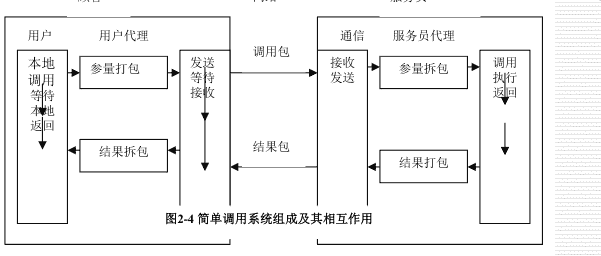 用户
用户代理
通信
服务员代理
本地
调用
等待
本地
返回
参量打包
发送
等待
接收
调用包
接收
发送
参量拆包
调用
执行
返回
结果拆包
结果包
结果打包
图2-4 简单调用系统组成及其相互作用